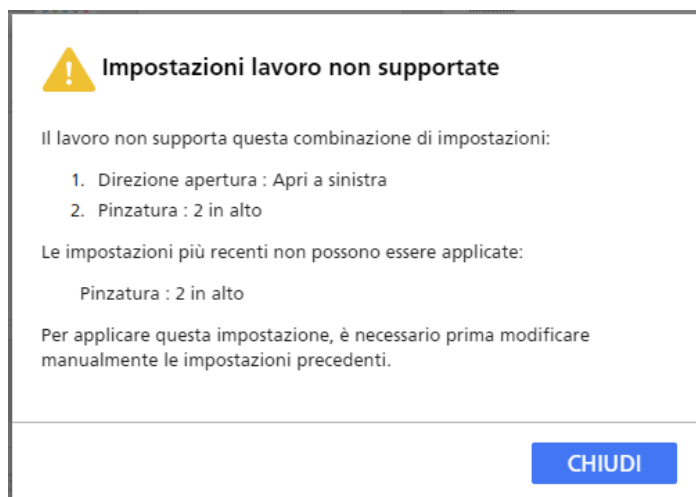 Impostazioni lavoro non supportate
Il lavoro non supporta questa combinazione di impostazioni:
1. Direzione apertura : Apri a sinistra
2. Pinzatura : 2 in alto
Le impostazioni più recenti non possono essere applicate:
Pinzatura : 2 in alto
Per applicare questa impostazione, è necessario prima modificare
manualmente le impostazioni precedenti.
CHIUDI